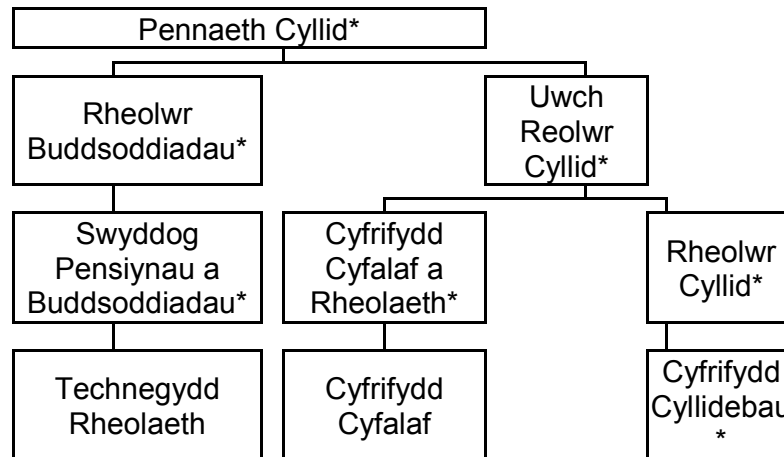 Pennaeth Cyllid*
Rheolwr
Buddsoddiadau*
Uwch
Reolwr
Cyllid*
Swyddog
Pensiynau a
Buddsoddiadau*
Cyfrifydd
Cyfalaf a
Rheolaeth*
Rheolwr
Cyllid*
Technegydd
Rheolaeth
Cyfrifydd
Cyfalaf
Cyfrifydd
Cyllidebau
*